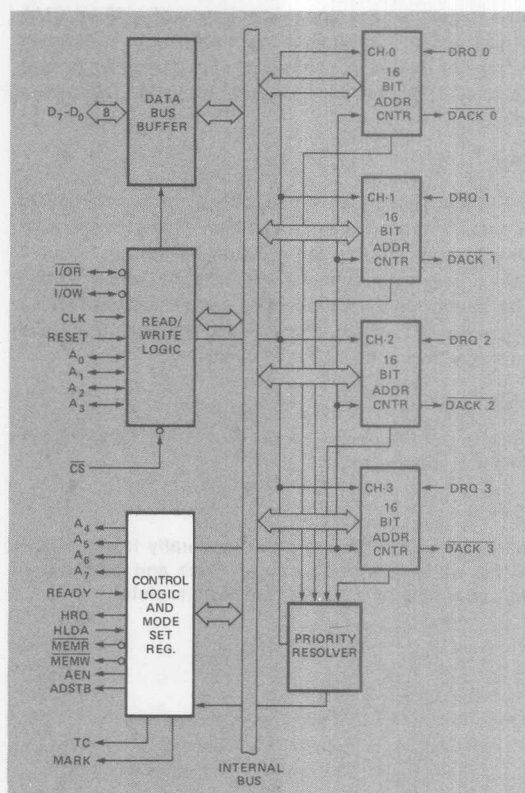 D7-D0
8
DATA
BUS
BUFFER
I/OR
I/OW
CLK
RESET
A0
A1
A2
A3
CS
READ/
WRITE
LOGIC
A4
A5
A6
A7
READY
HRQ
HLDA
MEMR
MEMW
AEN
ADSTB
TC
MARK
CONTROL
LOGIC
AND
MODE
SET
REG.
INTERNAL
BUS
CH-0
16
BIT
ADDR
CNTR
DRQ 0
DACK 0
CH-1
16
BIT
ADDR
CNTR
DRQ 1
DACK 1
CH-2
16
BIT
ADDR
CNTR
DRQ 2
DACK 2
CH-3
16
BIT
ADDR
CNTR
DRQ 3
DACK 3
PRIORITY
RESOLVER